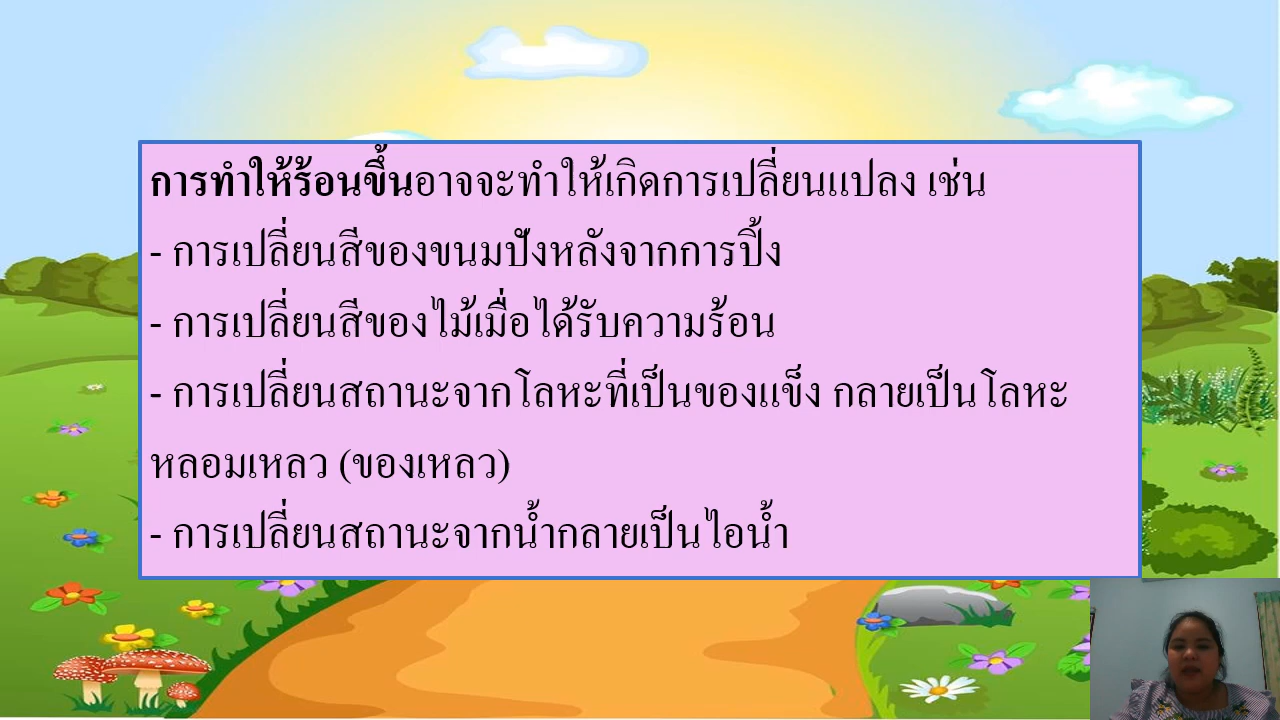 การทำให้ร้อนขึ้นอาจจะทำให้เกิดการเปลี่ยนแปลง เช่น
- การเปลี่ยนสีของขนมปังหลังจากการปิ้ง
- การเปลี่ยนสีของไม้เมื่อได้รับความร้อน
- การเปลี่ยนสถานะจากโลหะที่เป็นของแข็ง กลายเป็นโลหะ
หลอมเหลว (ของเหลว)
- การเปลี่ยนสถานะจากน้ำกลายเป็นไอน้ำ